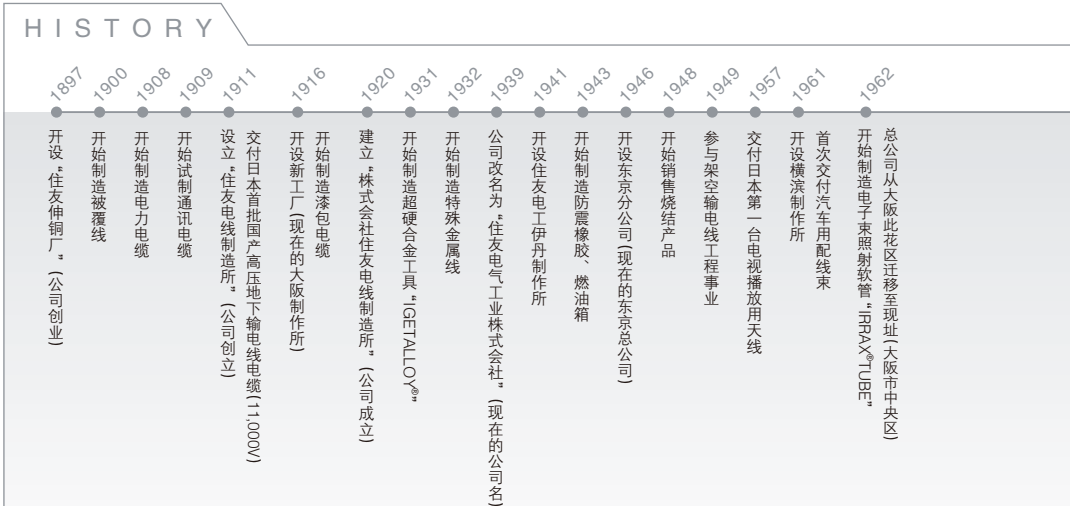 HISTORY
1897
开设“住友伸铜厂”(公司创业)
1900
开始制造被覆线
1908
开始制造电力电缆
1909
开始试制通讯电缆
1911
设立“住友电线制造所”(公司创立)
交付日本首批国产高压地下输电线电缆(11,000V)
1916
开设新工厂(现在的大阪制作所)
开始制造漆包电缆
1920
建立“株式会社住友电线制造所”(公司成立)
1931
开始制造超硬合金工具“IGETALLOY®”
1932
开始制造特殊金属线
1939
公司改名为“住友电气工业株式会社”(现在的公司名)
1941
开设住友电工伊丹制作所
1943
开始制造防震橡胶、燃油箱
1946
开设东京分公司(现在的东京总公司)
1948
开始销售烧结产品
1949
参与架空输电线工程事业
1957
交付日本第一台电视播放用天线
1961
开设横滨制作所
首次交付汽车用配线束
1962
开始制造电子束照射软管“IRRAX®TUBE”
总公司从大阪此花区迁移至现址(大阪市中央区)